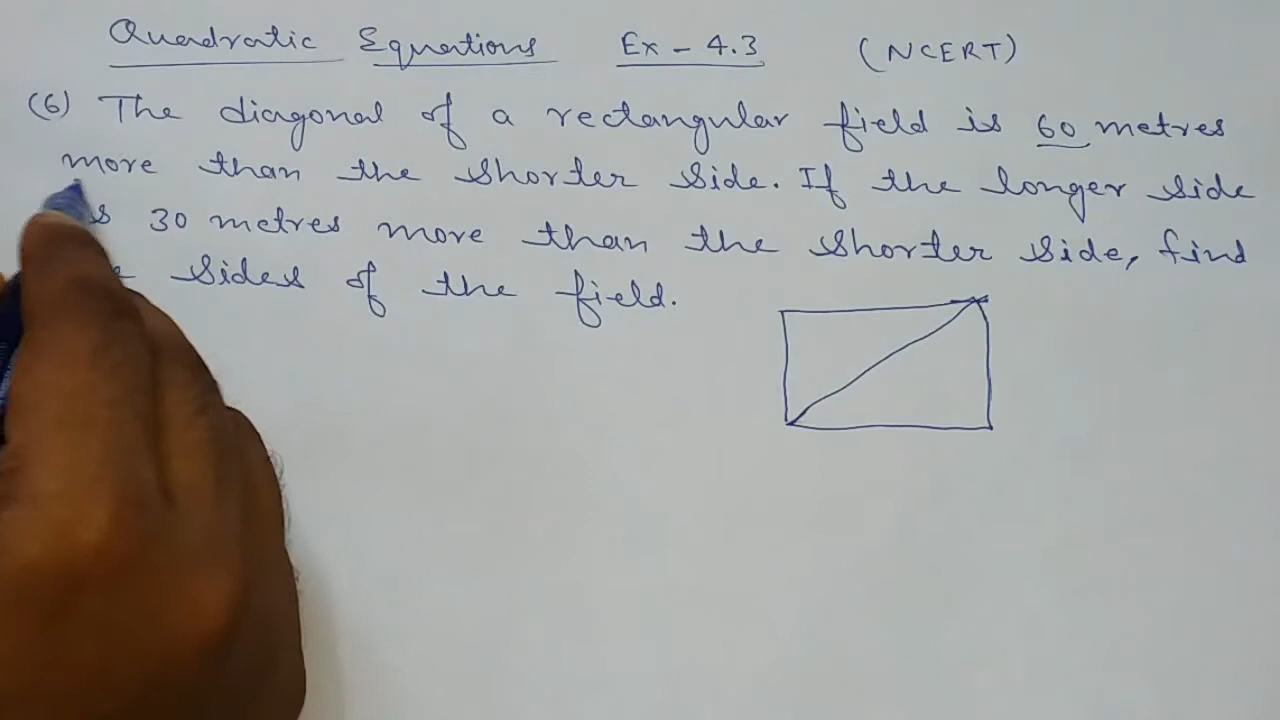 Quadratic Equations Ex - 4.3 (NCERT)
(6) The diagonal of a rectangular field is 60 metres
more than the shorter side. If the longer side
30 metres more than the shorter side, find
sides of the field.